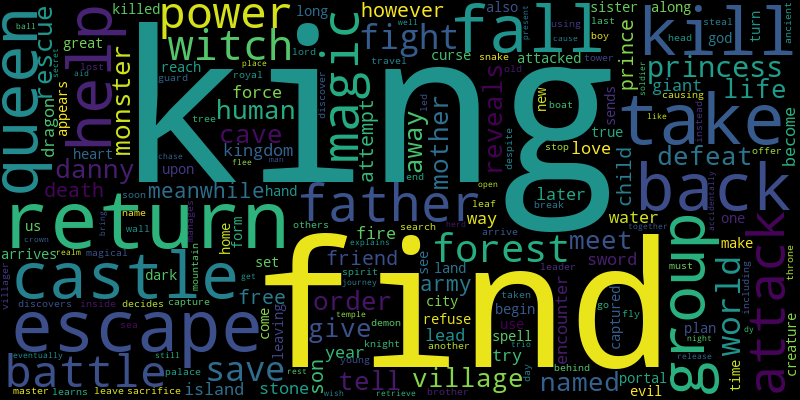 killed
long
power
however
fall
sister
along
also
last
boy
using
cause
well
ball
present
ancient
steal
turn
head
god
kill
queen
rescue
secret
help
great
monster
appears
dragon
lost
aid
witch
lord
reach
royal
guard
place
force
tree
human
cave
kingdom
king
magic
attempt
discover
fight
travel
curse
snake
attacked
tower
old
reveals
despite
led
away
end
mother
new
boat
stop
love
true
sends
prince
soldier
princess
giant
life
take
causing
like
instead
offer
become
defeat
child
heart
upon
danny
death
chase
flee
man
meanwhile
hand
soon
name
wall
father
open
leaf
way
later
break
water
back
one
accidentally
together
return
us
arrives
bring
manages
home
form
others
fire
search
hero
arrive
see
forest
meet
sword
group
world
make
attack
throne
must
including
crown
realm
magical
mountain
set
explains
friend
spirit
journey
find
land
army
leader
encounter
captured
go
fly
plan
night
dy
release
creature
villager
castle
dark
discovers
inside
decides
capture
free
get
come
leaving
order
temple
demon
knight
city
refuse
another
taken
begin
use
spell
try
lead
give
year
escape
sea
eventually
still
battle
palace
save
rest
son
young
tell
trio
day
behind
village
named
portal
evil
time
master
learns
leave
sacrifice
island
stone
wish
retrieve
brother